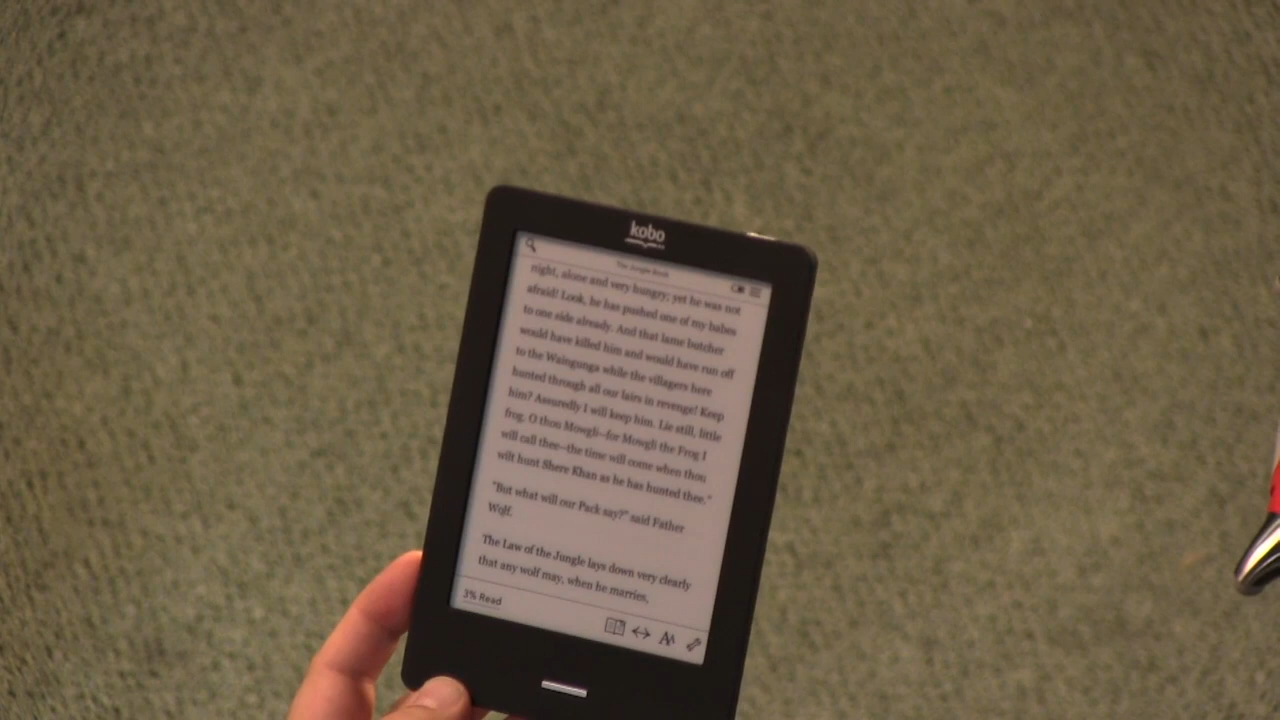 kobo
The Jungle Book
night, alone and very hungry; yet he was not
afraid! Look, he has pushed one of my babes
to one side already. And that lame butcher
would have killed him and would have run off
to the Waingunga while the villagers here
hunted through all our lairs in revenge! Keep
him? Assuredly I will keep him. Lie still, little
frog. O thou Mowgli--for Mowgli the Frog I
will call thee--the time will come when thou
wilt hunt Shere Khan as he has hunted thee."
"But what will our Pack say?" said Father
Wolf.
The Law of the Jungle lays down very clearly
that any wolf may, when he marries,
3% Read
AA